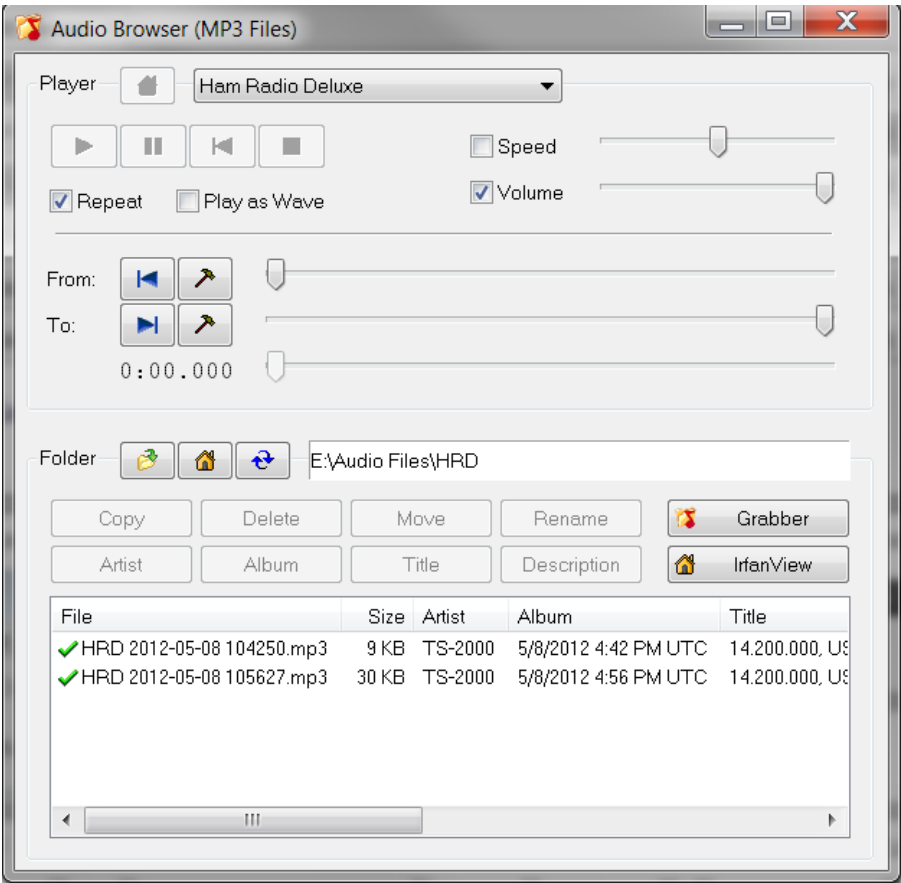 Audio Browser (MP3 Files)
Player Ham Radio Deluxe
Speed
Repeat Play as Wave Volume
From:
To:
0:00.000
Folder E:\Audio Files\HRD
Copy Delete Move Rename Grabber
Artist Album Title Description IrfanView
File Size Artist Album Title
HRD 2012-05-08 104250.mp3 9 KB TS-2000 5/8/2012 4:42 PM UTC 14.200.000, US
HRD 2012-05-08 105627.mp3 30 KB TS-2000 5/8/2012 4:56 PM UTC 14.200.000, US